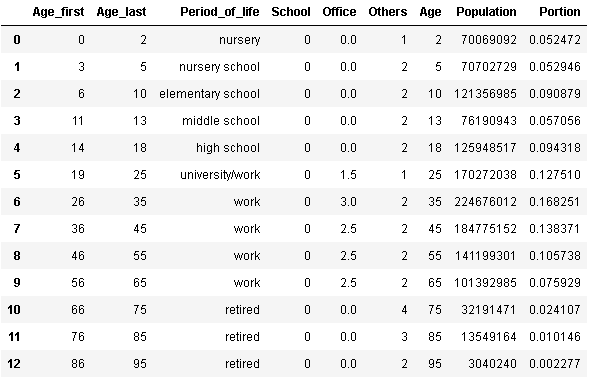 Age_first Age_last Period_of_life School Office Others Age Population Portion
0 0 2 nursery 0 0.0 1 2 70069092 0.052472
1 3 5 nursery school 0 0.0 2 5 70702729 0.052946
2 6 10 elementary school 0 0.0 2 10 121356985 0.090879
3 11 13 middle school 0 0.0 2 13 76190943 0.057056
4 14 18 high school 0 0.0 2 18 125948517 0.094318
5 19 25 university/work 0 1.5 1 25 170272038 0.127510
6 26 35 work 0 3.0 2 35 224676012 0.168251
7 36 45 work 0 2.5 2 45 184775152 0.138371
8 46 55 work 0 2.5 2 55 141199301 0.105738
9 56 65 work 0 2.5 2 65 101392985 0.075929
10 66 75 retired 0 0.0 4 75 32191471 0.024107
11 76 85 retired 0 0.0 3 85 13549164 0.010146
12 86 95 retired 0 0.0 2 95 3040240 0.002277